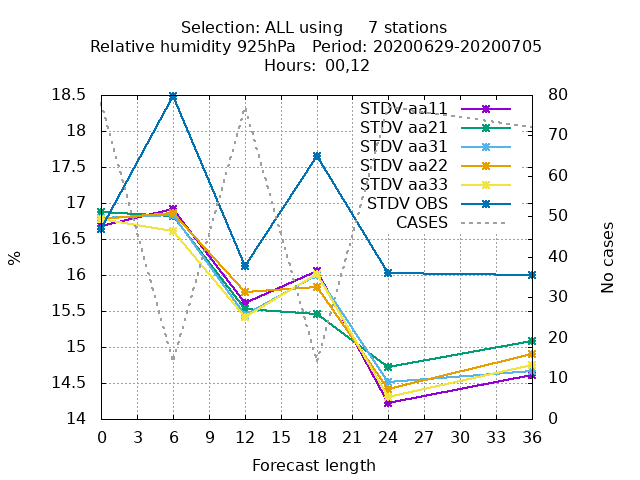 Selection: ALL using     7 stations
Relative humidity 925hPa   Period: 20200629-20200705
Hours:  00,12
18.5
18
17.5
17
16.5
16
15.5
15
14.5
14
%
STDV aa11
STDV aa21
STDV aa31
STDV aa22
STDV aa33
STDV OBS
CASES
80
70
60
50
40
30
20
10
0
No cases
0 3 6 9 12 15 18 21 24 27 30 33 36
Forecast length